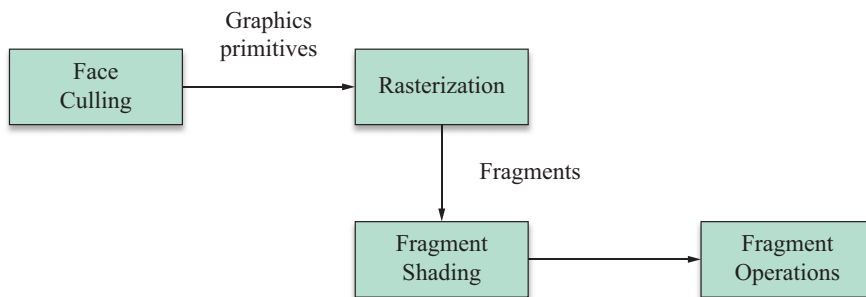 Graphics
primitives
Face
Culling
Rasterization
Fragments
Fragment
Shading
Fragment
Operations